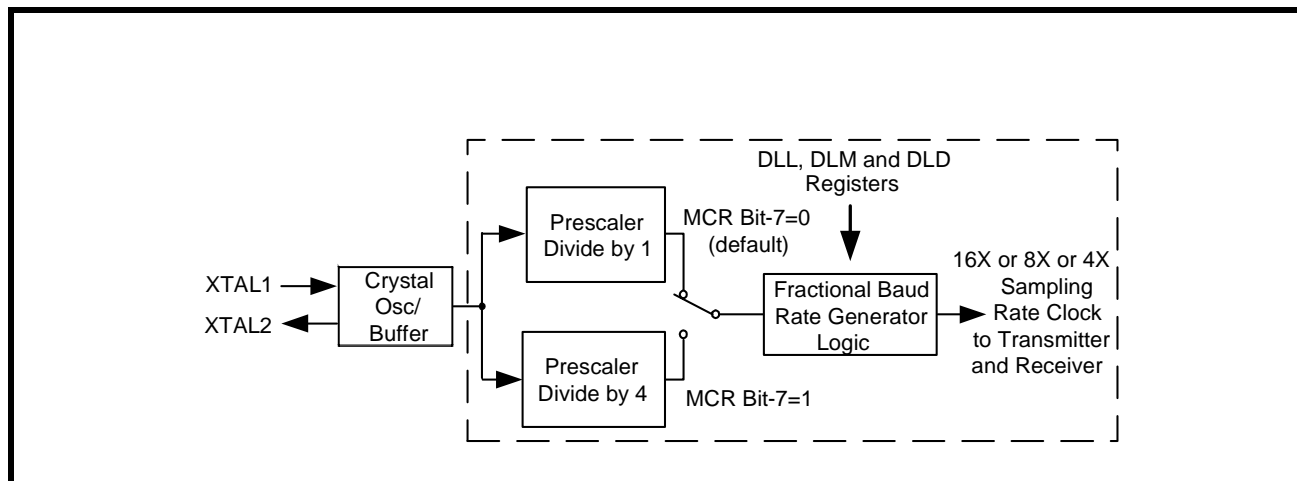 XTAL1
XTAL2
Crystal
Osc/
Buffer
Prescaler
Divide by 1
Prescaler
Divide by 4
MCR Bit-7=0
(default)
MCR Bit-7=1
DLL, DLM and DLD
Registers
Fractional Baud
Rate Generator
Logic
16X or 8X or 4X
Sampling
Rate Clock
to Transmitter
and Receiver